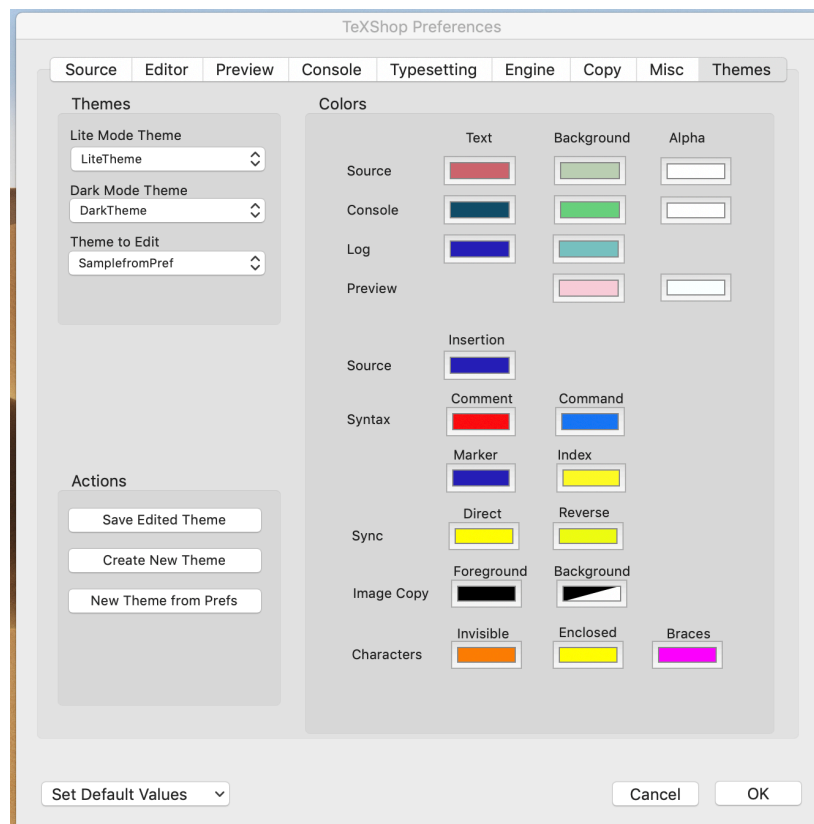 TeXShop Preferences
Source Editor Preview Console Typesetting Engine Copy Misc Themes
Themes
Lite Mode Theme
LiteTheme
Dark Mode Theme
DarkTheme
Theme to Edit
SamplefromPref
Actions
Save Edited Theme
Create New Theme
New Theme from Prefs
Colors
Text Background Alpha
Source
Console
Log
Preview
Insertion
Source
Comment Command
Syntax
Marker Index
Direct Reverse
Sync
Foreground Background
Image Copy
Invisible Enclosed Braces
Characters
Set Default Values Cancel OK